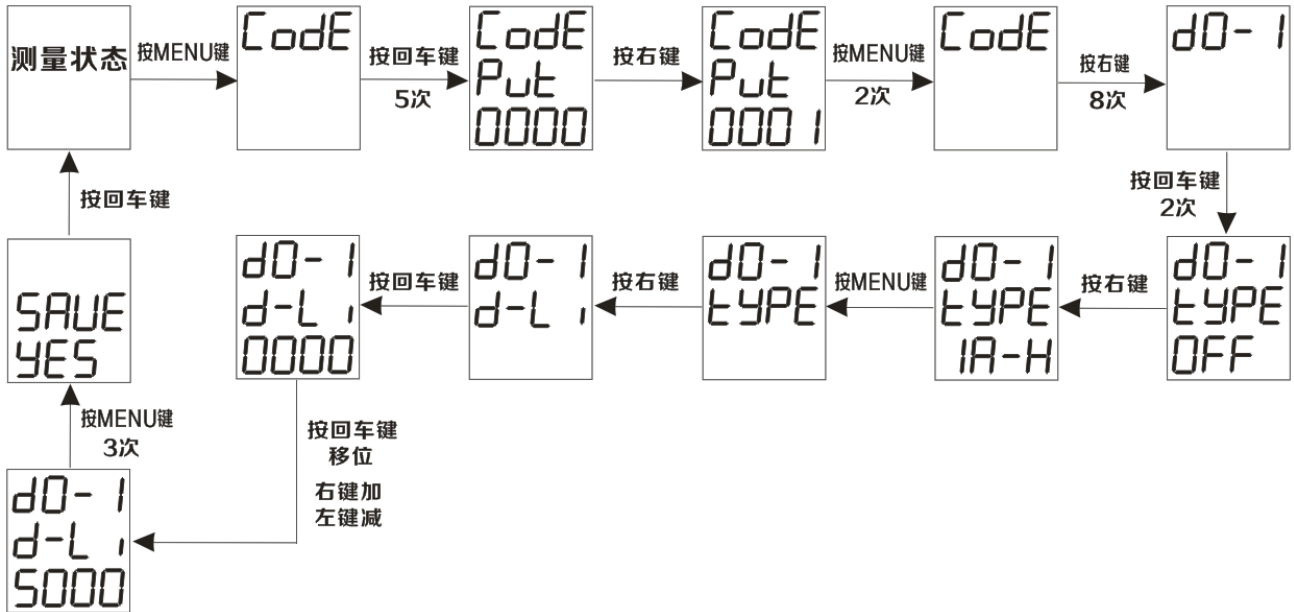 测量状态
按MENU键
CodE
按回车键
5次
CodE
Put
0000
按右键
CodE
Put
0001
按MENU键
2次
CodE
按右键
8次
dO-1
按回车键
2次
dO-1
tYPE
OFF
按右键
dO-1
tYPE
1A-H
按MENU键
dO-1
tYPE
按右键
dO-1
d-Li
按回车键
dO-1
d-Li
0000
按回车键
移位
右键加
左键减
dO-1
d-Li
5000
按MENU键
3次
SAVE
YES
按回车键